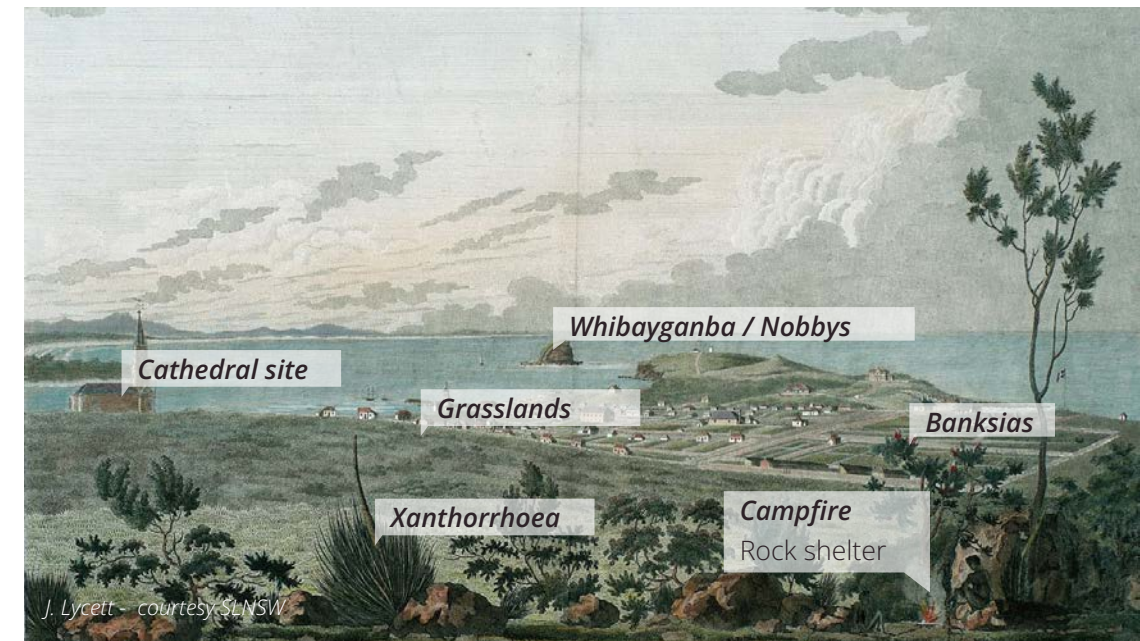 Whibayganba / Nobbys
Cathedral site
Grasslands
Banksias
Xanthorrhoea
Campfire
Rock shelter
J. Lycett - courtesy.SLNSW